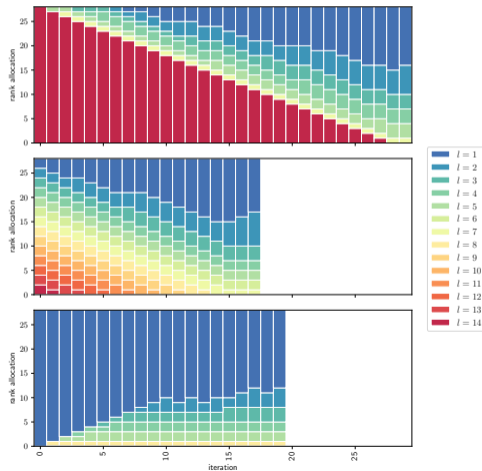 25
20
15
10
5
0
rank allocation
25
20
15
10
5
0
rank allocation
25
20
15
10
5
0
rank allocation
0 5 10 15 20 25
iteration
l = 1
l = 2
l = 3
l = 4
l = 5
l = 6
l = 7
l = 8
l = 9
l = 10
l = 11
l = 12
l = 13
l = 14